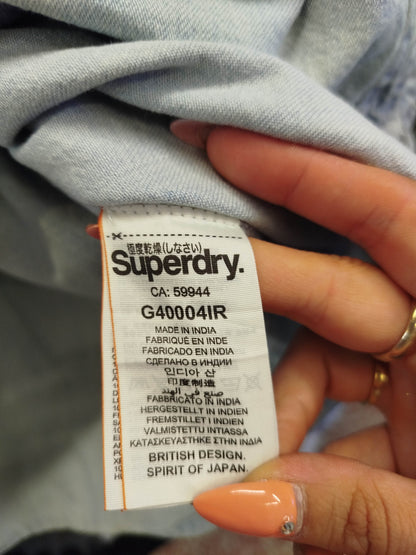 極度乾燥(しなさい)
Superdry.
CA: 59944
G40004IR
MADE IN INDIA
FABRIQUÉ EN INDE
FABRICADO EN INDIA
СДЕЛАНО В ИНДИИ
인디아 산
印度制造
صنع في الهند
FABBRICATO IN INDIA
HERGESTELLT IN INDIEN
FREMSTILLET I INDIEN
VALMISTETTU INTIASSA
ΚΑΤΑΣΚΕΥΑΣΤΗΚΕ ΣΤΗΝ ΙΝΔΙΑ
BRITISH DESIGN.
SPIRIT OF JAPAN.